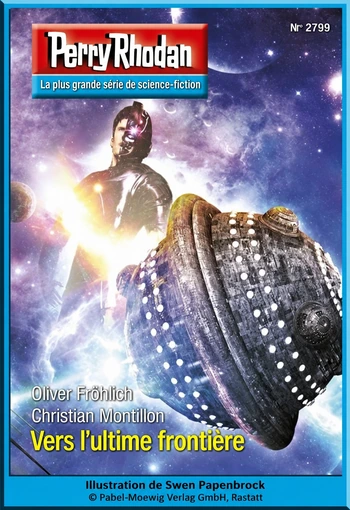 Nr 2799
Perry Rhodan
La plus grande série de science-fiction
Oliver Fröhlich
Christian Montillon
Vers l'ultime frontière
Illustration de Swen Papenbrock
© Pabel-Moewig Verlag GmbH, Rastatt